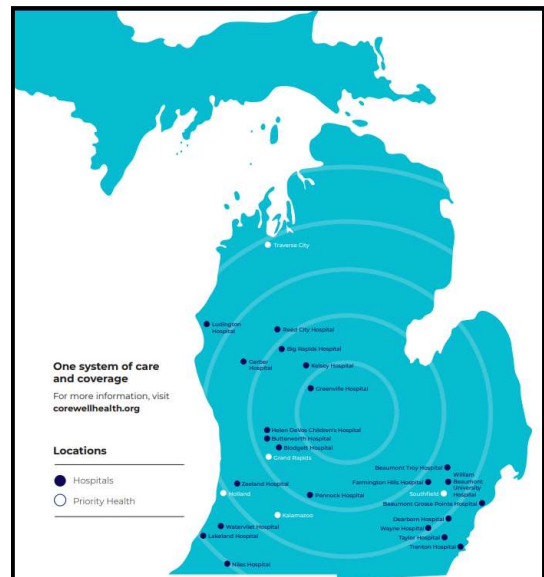 Traverse City
Ludington
Hospital
Reed City Hospital
Big Rapids Hospital
Gerber
Hospital
Kelsey Hospital
Greenville Hospital
One system of care
and coverage
For more information, visit
corewellhealth.org
Locations
Hospitals
Priority Health
Helen DeVos Children's Hospital
Butterworth Hospital
Blodgett Hospital
Grand Rapids
Zeeland Hospital
Holland
Pennock Hospital
Kalamazoo
Watervliet Hospital
Lakeland Hospital
Niles Hospital
Beaumont Troy Hospital
Farmington Hills Hospital
William
Beaumont
University
Hospital
Southfield
Beaumont Grosse Pointe Hospital
Dearborn Hospital
Wayne Hospital
Taylor Hospital
Trenton Hospital